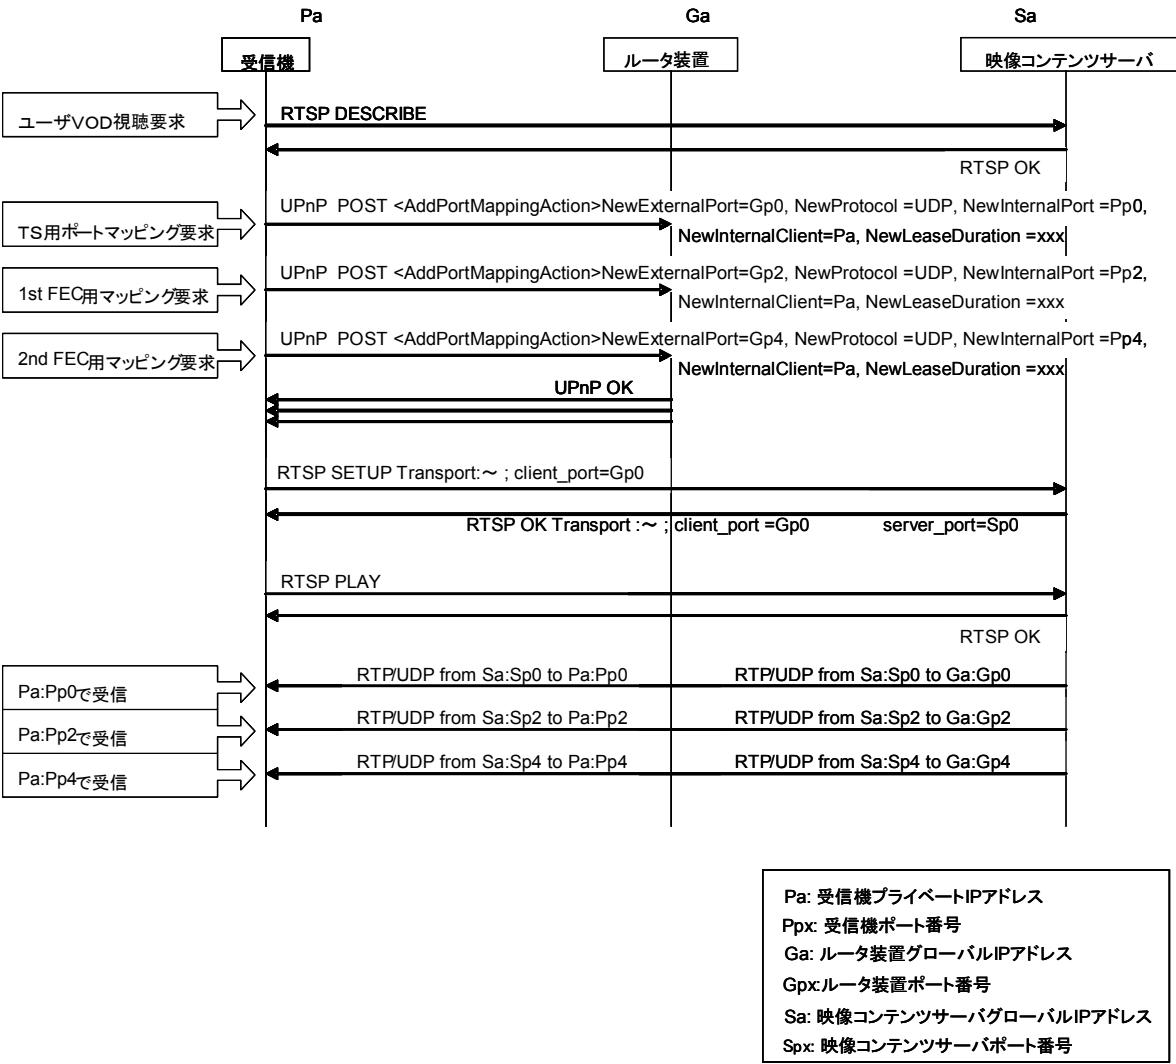 Pa
Ga
Sa
受信機
ルータ装置
映像コンテンツサーバ
ユーザVOD視聴要求
RTSP DESCRIBE
RTSP OK
TS用ポートマッピング要求
UPnP POST <AddPortMappingAction>NewExternalPort=Gp0, NewProtocol =UDP, NewInternalPort =Pp0,
NewInternalClient=Pa, NewLeaseDuration =xxx
1st FEC用マッピング要求
UPnP POST <AddPortMappingAction>NewExternalPort=Gp2, NewProtocol =UDP, NewInternalPort =Pp2,
NewInternalClient=Pa, NewLeaseDuration =xxx
2nd FEC用マッピング要求
UPnP POST <AddPortMappingAction>NewExternalPort=Gp4, NewProtocol =UDP, NewInternalPort =Pp4,
NewInternalClient=Pa, NewLeaseDuration =xxx
UPnP OK
RTSP SETUP Transport:~ ; client_port=Gp0
RTSP OK Transport :~ ; client_port =Gp0 server_port=Sp0
RTSP PLAY
RTSP OK
Pa:Pp0で受信
RTP/UDP from Sa:Sp0 to Pa:Pp0
RTP/UDP from Sa:Sp0 to Ga:Gp0
Pa:Pp2で受信
RTP/UDP from Sa:Sp2 to Pa:Pp2
RTP/UDP from Sa:Sp2 to Ga:Gp2
Pa:Pp4で受信
RTP/UDP from Sa:Sp4 to Pa:Pp4
RTP/UDP from Sa:Sp4 to Ga:Gp4
Pa: 受信機プライベートIPアドレス
Ppx: 受信機ポート番号
Ga: ルータ装置グローバルIPアドレス
Gpx:ルータ装置ポート番号
Sa: 映像コンテンツサーバグローバルIPアドレス
Spx: 映像コンテンツサーバポート番号